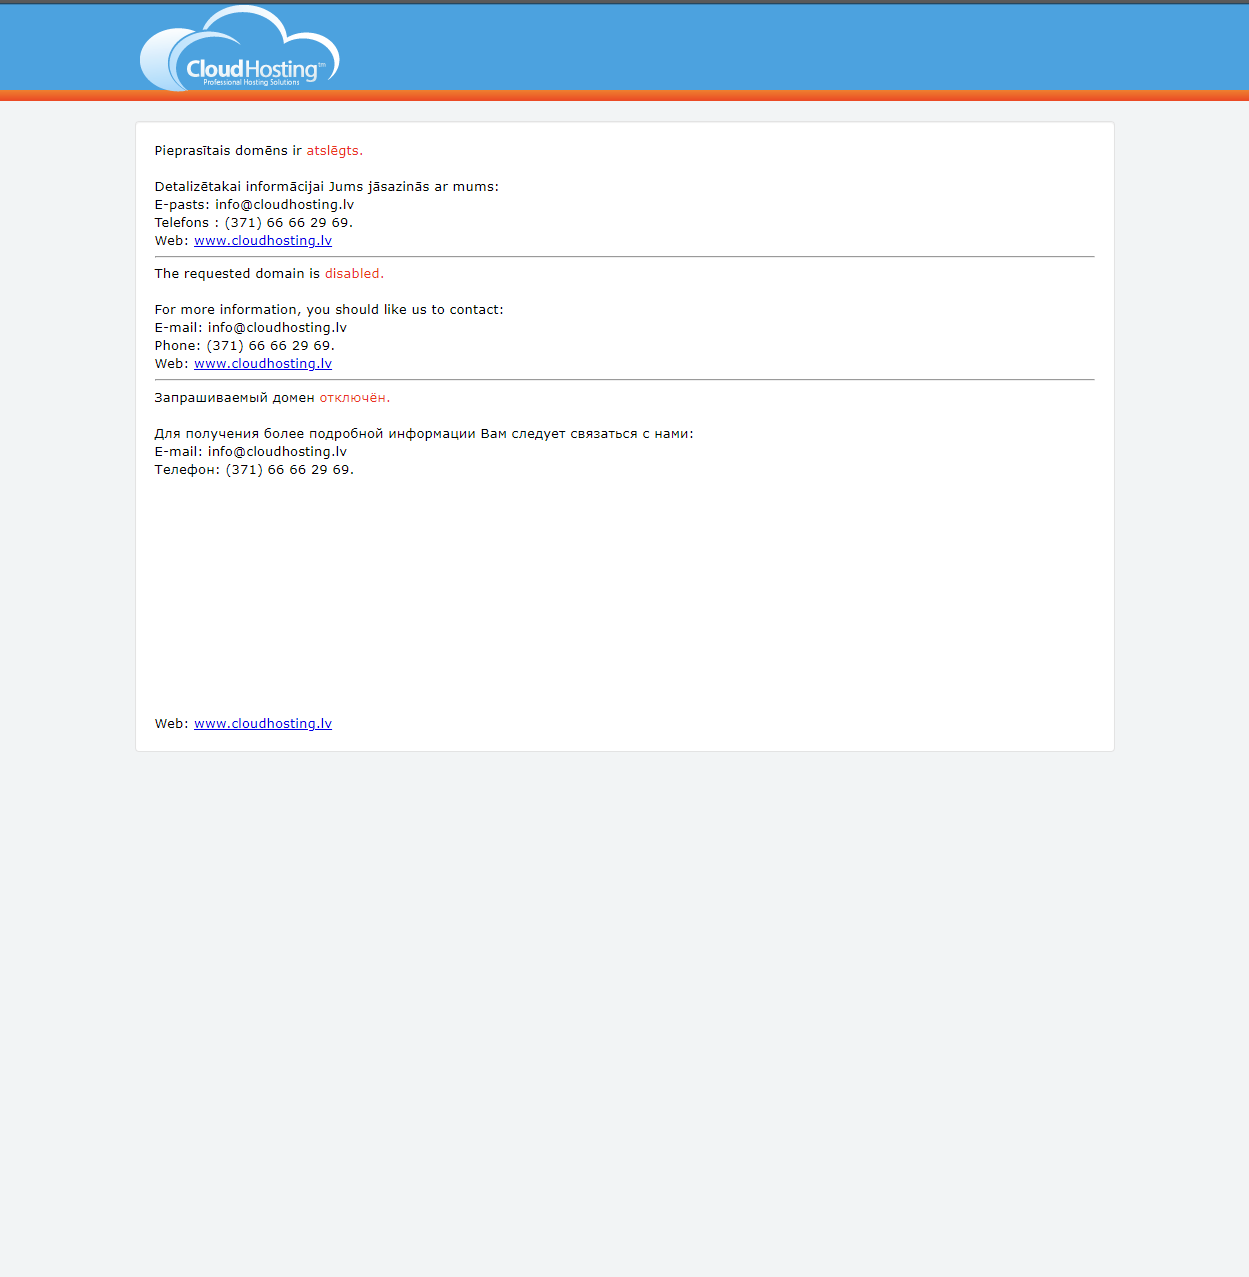 CloudHosting™
Professional Hosting Solutions
Pieprasītais domēns ir atslēgts.
Detalizētakai informācijai Jums jāsazinās ar mums:
E-pasts: info@cloudhosting.lv
Telefons : (371) 66 66 29 69.
Web: www.cloudhosting.lv
The requested domain is disabled.
For more information, you should like us to contact:
E-mail: info@cloudhosting.lv
Phone: (371) 66 66 29 69.
Web: www.cloudhosting.lv
Запрашиваемый домен отключён.
Для получения более подробной информации Вам следует связаться с нами:
E-mail: info@cloudhosting.lv
Телефон: (371) 66 66 29 69.
Web: www.cloudhosting.lv